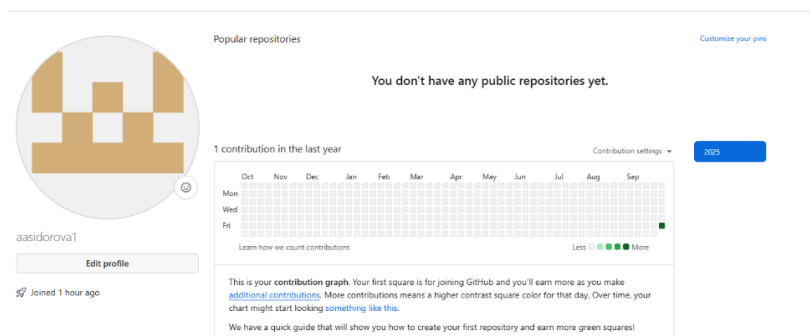 Popular repositories
Customize your pins
You don't have any public repositories yet.
1 contribution in the last year
Contribution settings
2025
Oct Nov Dec Jan Feb Mar Apr May Jun Jul Aug Sep
Mon
Wed
Fri
Learn how we count contributions
Less More
aasidorova1
Edit profile
Joined 1 hour ago
This is your contribution graph. Your first square is for joining GitHub and you'll earn more as you make
additional contributions. More contributions means a higher contrast square color for that day. Over time, your
chart might start looking something like this.
We have a quick guide that will show you how to create your first repository and earn more green squares!